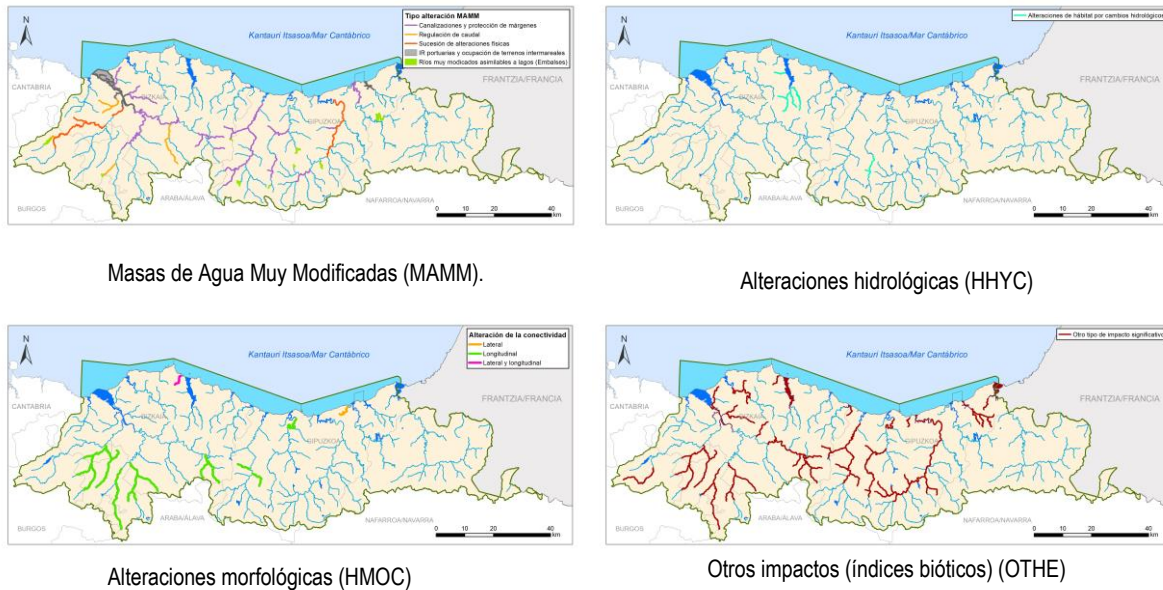 N
Kantauri Itsasoa/Mar Cantábrico
Tipo alteración MAMM
Canalizaciones y protección de márgenes
Regulación de caudal
Sucesión de alteraciones físicas
IR portuarias y ocupación de terrenos intermareales
Ríos muy modicados asimilables a lagos (Embalses)
FRANTZIA/FRANCIA
CANTABRIA
BIZKAIA
GIPUZKOA
ARABA/ALAVA
BURGOS
NAFARROA/NAVARRA
0 10 20 40
km
Masas de Agua Muy Modificadas (MAMM).
N
Kantauri Itsasoa/Mar Cantábrico
Alteraciones de hábitat por cambios hidrológicos
FRANTZIA/FRANCIA
CANTABRIA
BIZKAIA
GIPUZKOA
ARABA/ALAVA
BURGOS
NAFARROA/NAVARRA
0 10 20 40
km
Alteraciones hidrológicas (HHYC)
N
Kantauri Itsasoa/Mar Cantábrico
Alteración de la conectividad
Lateral
Longitudinal
Lateral y longitudinal
FRANTZIA/FRANCIA
CANTABRIA
BIZKAIA
GIPUZKOA
ARABA/ALAVA
BURGOS
NAFARROA/NAVARRA
0 10 20 40
km
Alteraciones morfológicas (HMOC)
N
Kantauri Itsasoa/Mar Cantábrico
Otro tipo de impacto significativo
FRANTZIA/FRANCIA
CANTABRIA
BIZKAIA
GIPUZKOA
ARABA/ALAVA
BURGOS
NAFARROA/NAVARRA
0 10 20 40
km
Otros impactos (índices bióticos) (OTHE)